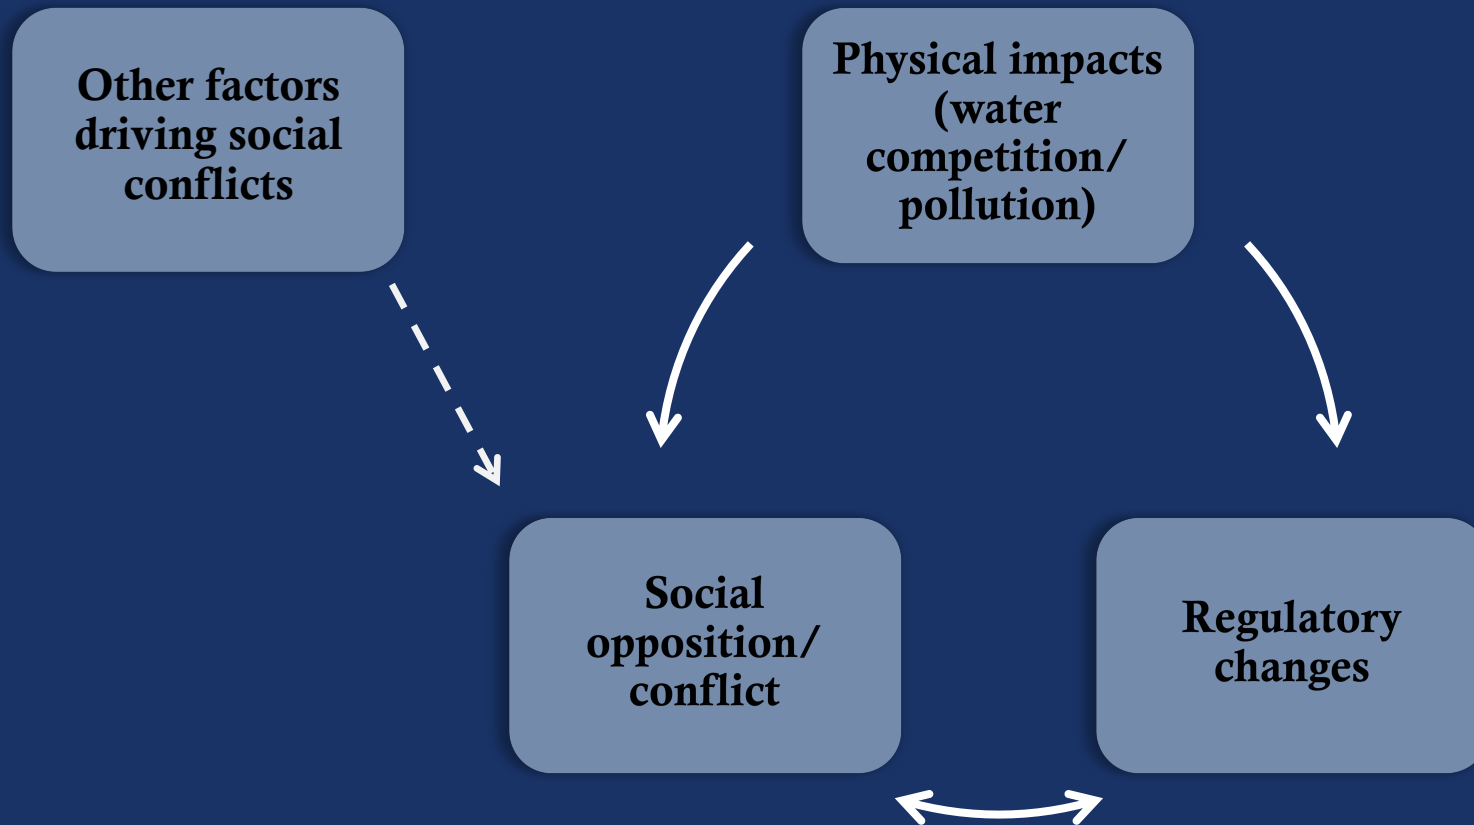 Other factors
driving social
conflicts
Physical impacts
(water
competition/
pollution)
Social
opposition/
conflict
Regulatory
changes